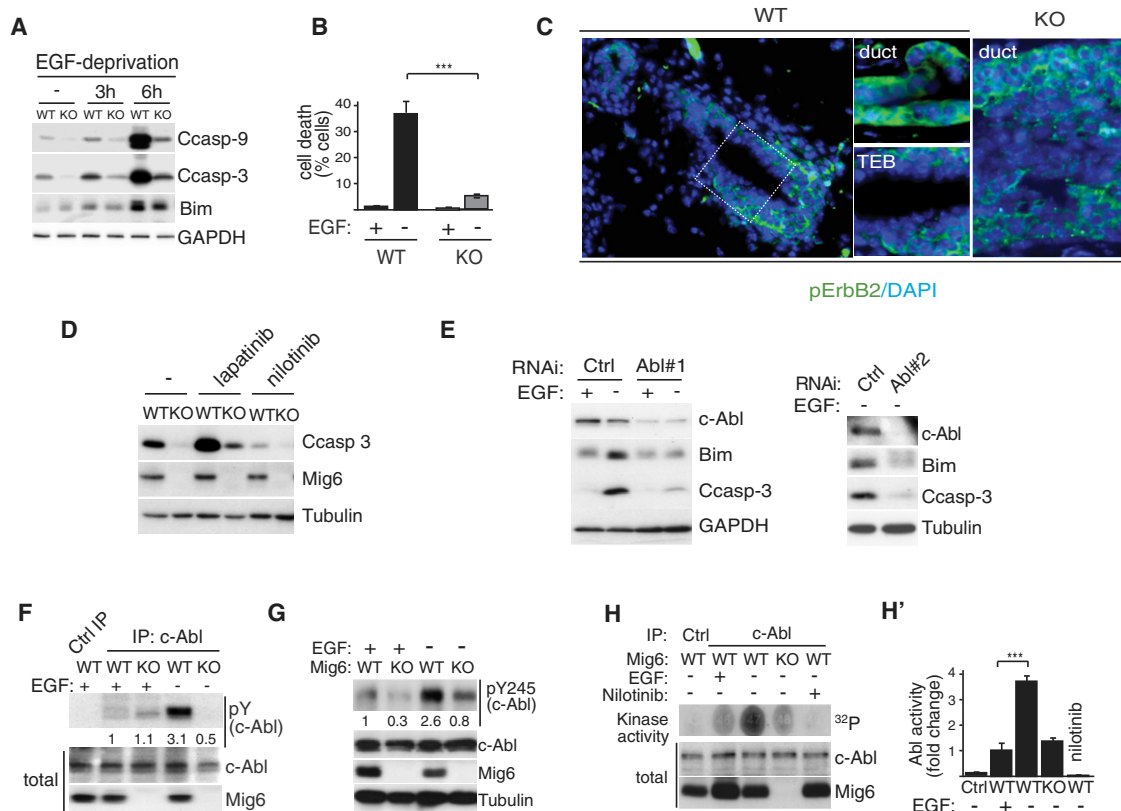 A
EGF-deprivation
- 3h 6h
WT KO WT KO WT KO
Ccasp-9
Ccasp-3
Bim
GAPDH
B
***
cell death
(% cells)
40
30
20
10
EGF: + - + -
WT KO
C
WT KO
duct
TEB
duct
pErbB2/DAPI
D
- lapatinib nilotinib
WT KO WT KO WT KO
Ccasp 3
Mig6
Tubulin
E
RNAi: Ctrl Abl#1
EGF: + - + -
c-Abl
Bim
Ccasp-3
GAPDH
RNAi: Ctrl Abl#2
EGF: - -
c-Abl
Bim
Ccasp-3
Tubulin
F
Ctrl IP IP: c-Abl
WT WT KO WT KO
EGF: + + + - -
pY
(c-Abl)
1 1.1 3.1 0.5
total
c-Abl
Mig6
G
EGF: + + - -
Mig6: WT KO WT KO
pY245
(c-Abl)
1 0.3 2.6 0.8
c-Abl
Mig6
Tubulin
H
IP: Ctrl c-Abl
Mig6: WT WT WT KO WT
EGF: - + - - -
Nilotinib: - - - - +
Kinase
activity
32P
total
c-Abl
Mig6
H'
***
Abl activity
(fold change)
4
3
2
1
0
nilotinib
Ctrl WT WT KO WT
EGF: + - - -